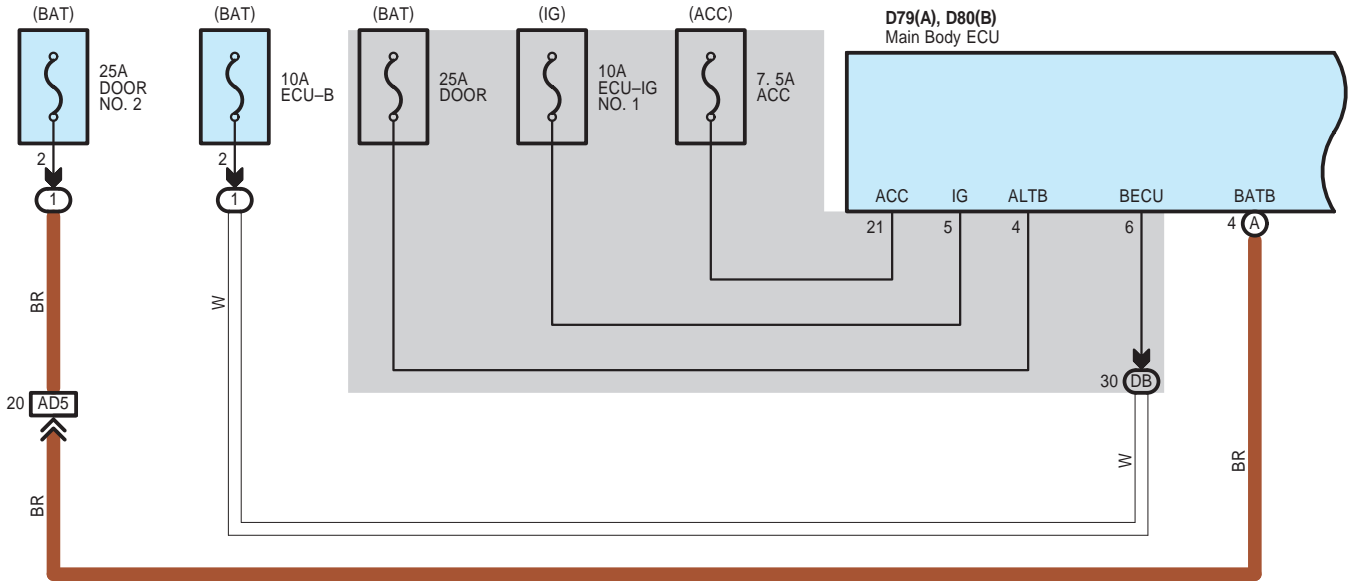 (BAT)
(BAT)
(BAT)
(IG)
(ACC)
D79(A), D80(B)
Main Body ECU
25A
DOOR
NO. 2
10A
ECU–B
25A
DOOR
10A
ECU–IG
NO. 1
7. 5A
ACC
2
2
1
1
ACC
IG
ALTB
BECU
BATB
21
5
4
6
4
A
BR
W
30
DB
20
AD5
W
BR
BR